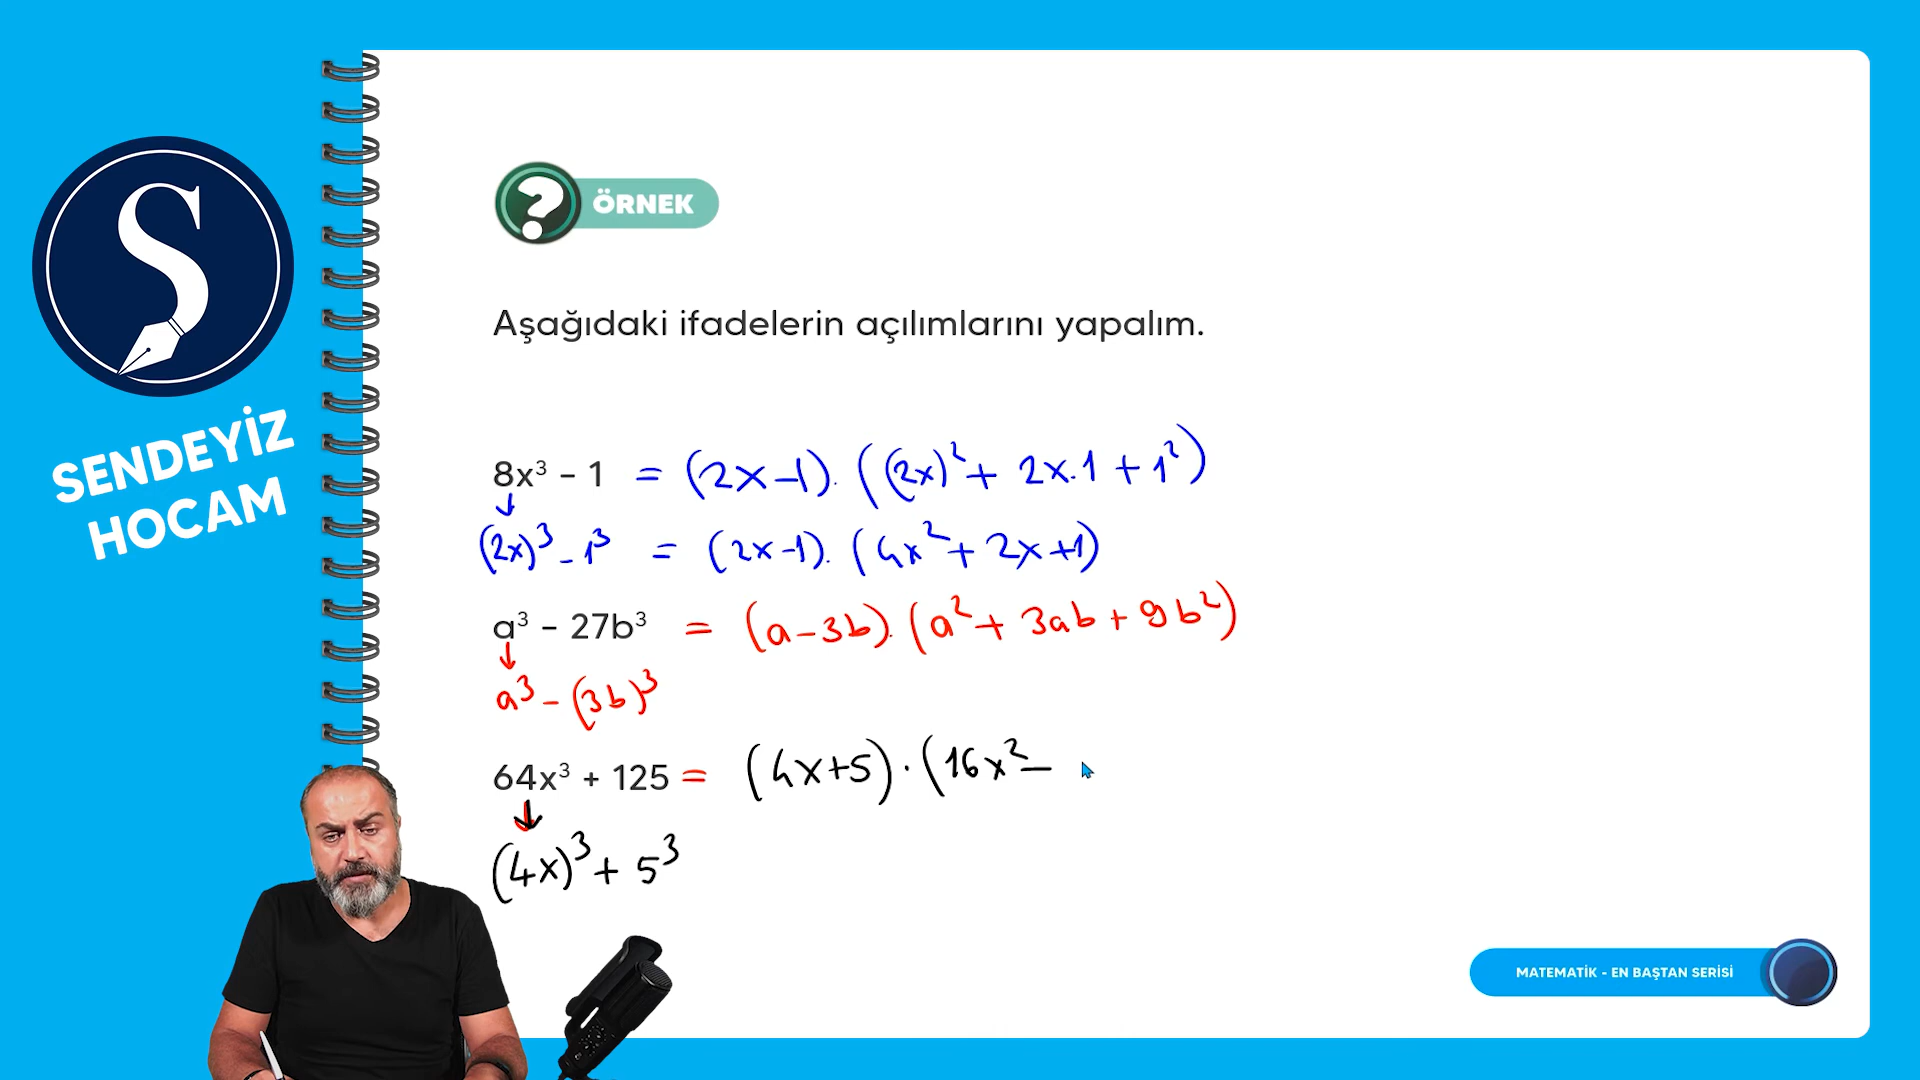 SENDEYİZ
HOCAM
? ÖRNEK
Aşağıdaki ifadelerin açılımlarını yapalım.
8x³ − 1 = (2x−1). ((2x)² + 2x.1 + 1²)
(2x)³ − 1³ = (2x−1). (4x² + 2x+1)
a³ − 27b³ = (a−3b). (a² + 3ab + 9b²)
a³ − (3b)³
64x³ + 125 = (4x+5) · (16x² −
(4x)³ + 5³
MATEMATİK - EN BAŞTAN SERİSİ